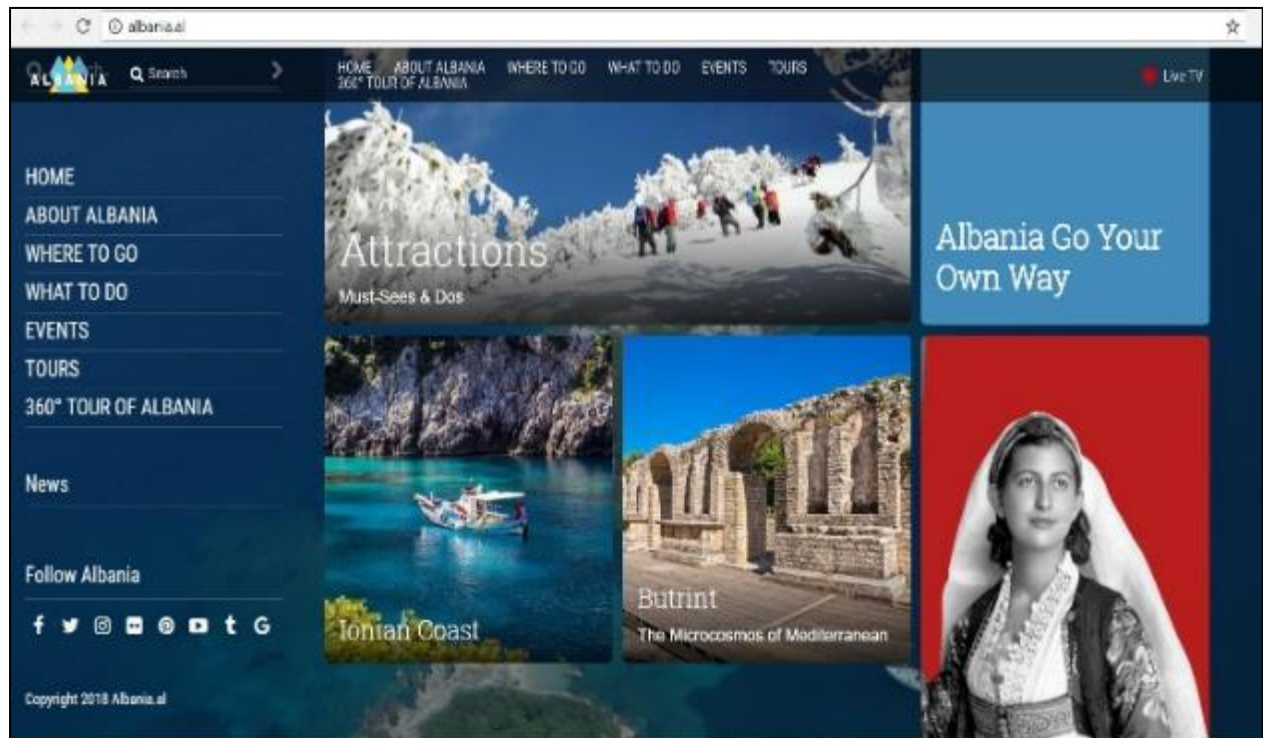 albania.al
ALBANIA
Search
HOME ABOUT ALBANIA WHERE TO GO WHAT TO DO EVENTS TOURS
360° TOUR OF ALBANIA
Live TV
HOME
ABOUT ALBANIA
WHERE TO GO
WHAT TO DO
EVENTS
TOURS
360° TOUR OF ALBANIA
News
Follow Albania
Copyright 2018 Albania.al
Attractions
Must-Sees & Dos
Albania Go Your
Own Way
Ionian Coast
Butrint
The Microcosmos of Mediterranean